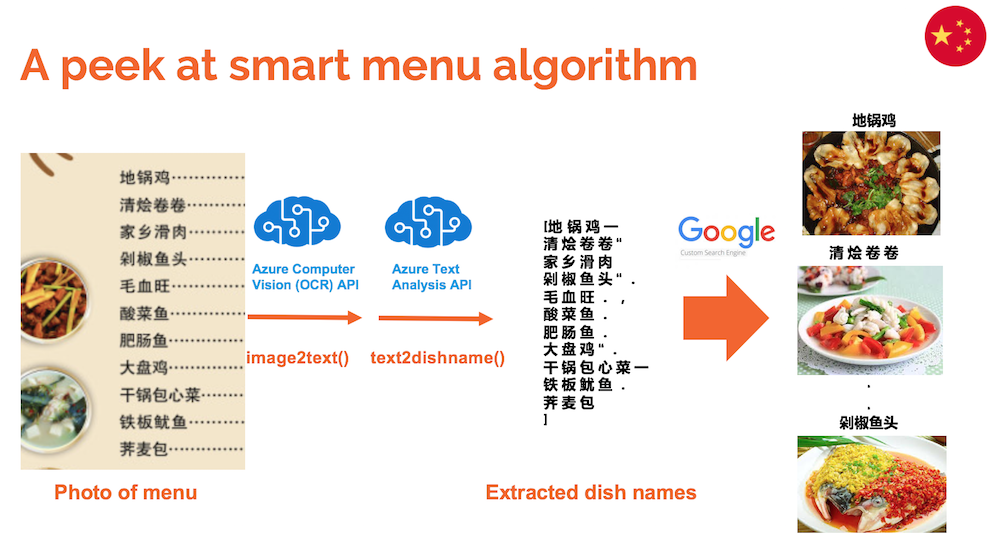 A peek at smart menu algorithm
地锅鸡……………
清烩卷卷…………
家乡滑肉…………
剁椒鱼头…………
毛血旺……………
酸菜鱼……………
肥肠鱼……………
大盘鸡……………
干锅包心菜………
铁板鱿鱼…………
荞麦包……………
Photo of menu
Azure Computer
Vision (OCR) API
image2text()
Azure Text
Analysis API
text2dishname()
[地锅鸡一
清烩卷卷“
家乡滑肉
剁椒鱼头“.
毛血旺.,
酸菜鱼.
肥肠鱼.
大盘鸡“.
干锅包心菜一
铁板鱿鱼.
荞麦包
]
Extracted dish names
Google
Custom Search Engine
地锅鸡
清烩卷卷
.
.
剁椒鱼头